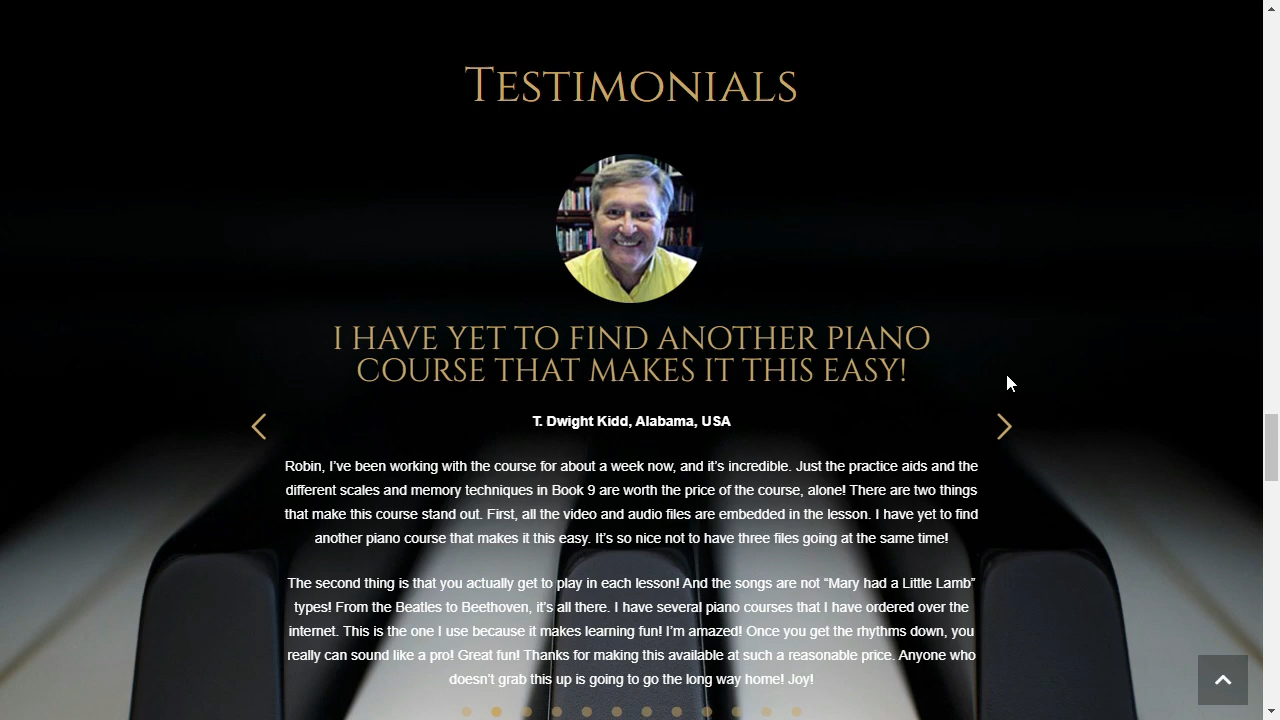 Testimonials
I HAVE YET TO FIND ANOTHER PIANO
COURSE THAT MAKES IT THIS EASY!
T. Dwight Kidd, Alabama, USA
Robin, I've been working with the course for about a week now, and it's incredible. Just the practice aids and the
different scales and memory techniques in Book 9 are worth the price of the course, alone! There are two things
that make this course stand out. First, all the video and audio files are embedded in the lesson. I have yet to find
another piano course that makes it this easy. It's so nice not to have three files going at the same time!
The second thing is that you actually get to play in each lesson! And the songs are not “Mary had a Little Lamb”
types! From the Beatles to Beethoven, it's all there. I have several piano courses that I have ordered over the
internet. This is the one I use because it makes learning fun! I'm amazed! Once you get the rhythms down, you
really can sound like a pro! Great fun! Thanks for making this available at such a reasonable price. Anyone who
doesn't grab this up is going to go the long way home! Joy!